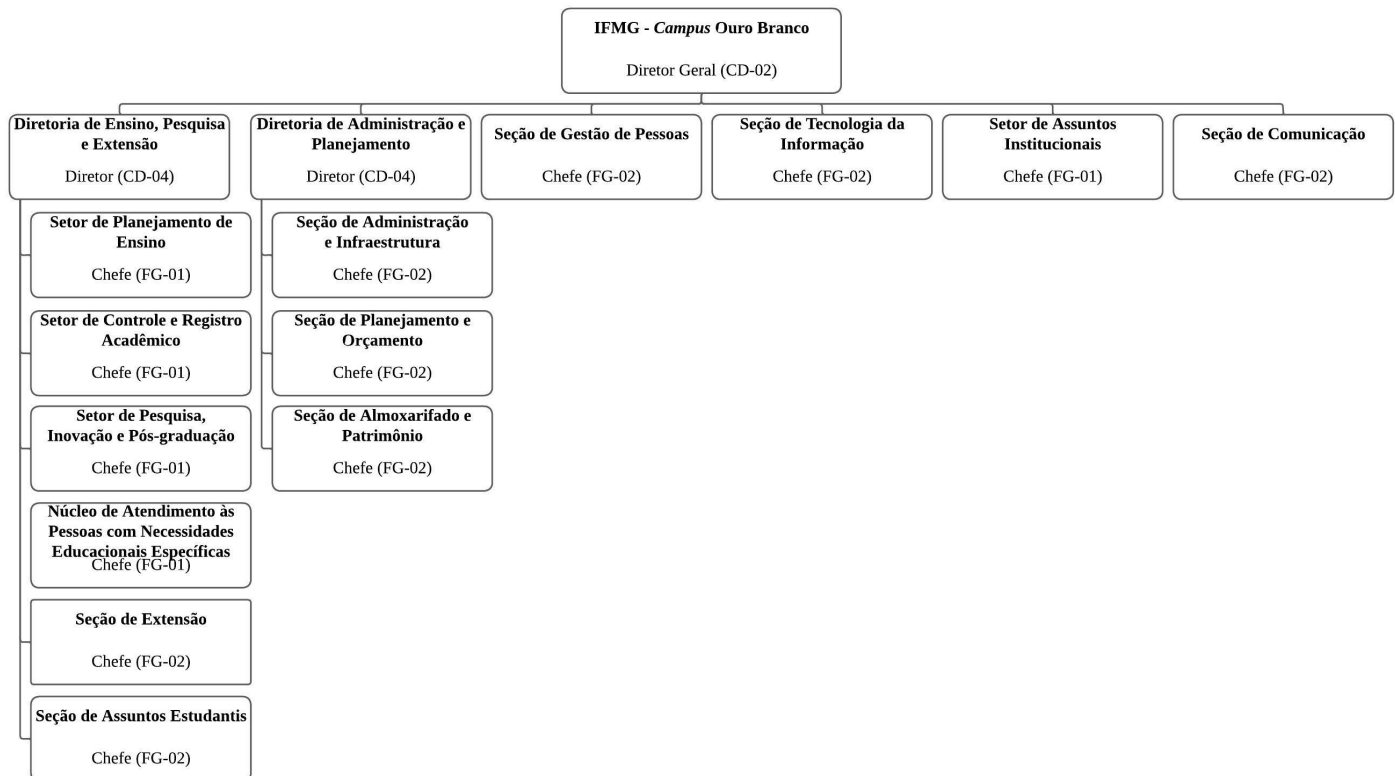 IFMG - Campus Ouro Branco
Diretor Geral (CD-02)
Diretoria de Ensino, Pesquisa
e Extensão
Diretor (CD-04)
Diretoria de Administração e
Planejamento
Diretor (CD-04)
Seção de Gestão de Pessoas
Chefe (FG-02)
Seção de Tecnologia da
Informação
Chefe (FG-02)
Setor de Assuntos
Institucionais
Chefe (FG-01)
Seção de Comunicação
Chefe (FG-02)
Setor de Planejamento de
Ensino
Chefe (FG-01)
Setor de Controle e Registro
Acadêmico
Chefe (FG-01)
Setor de Pesquisa,
Inovação e Pós-graduação
Chefe (FG-01)
Núcleo de Atendimento às
Pessoas com Necessidades
Educacionais Específicas
Chefe (FG-01)
Seção de Extensão
Chefe (FG-02)
Seção de Assuntos Estudantis
Chefe (FG-02)
Seção de Administração
e Infraestrutura
Chefe (FG-02)
Seção de Planejamento e
Orçamento
Chefe (FG-02)
Seção de Almoxarifado e
Patrimônio
Chefe (FG-02)